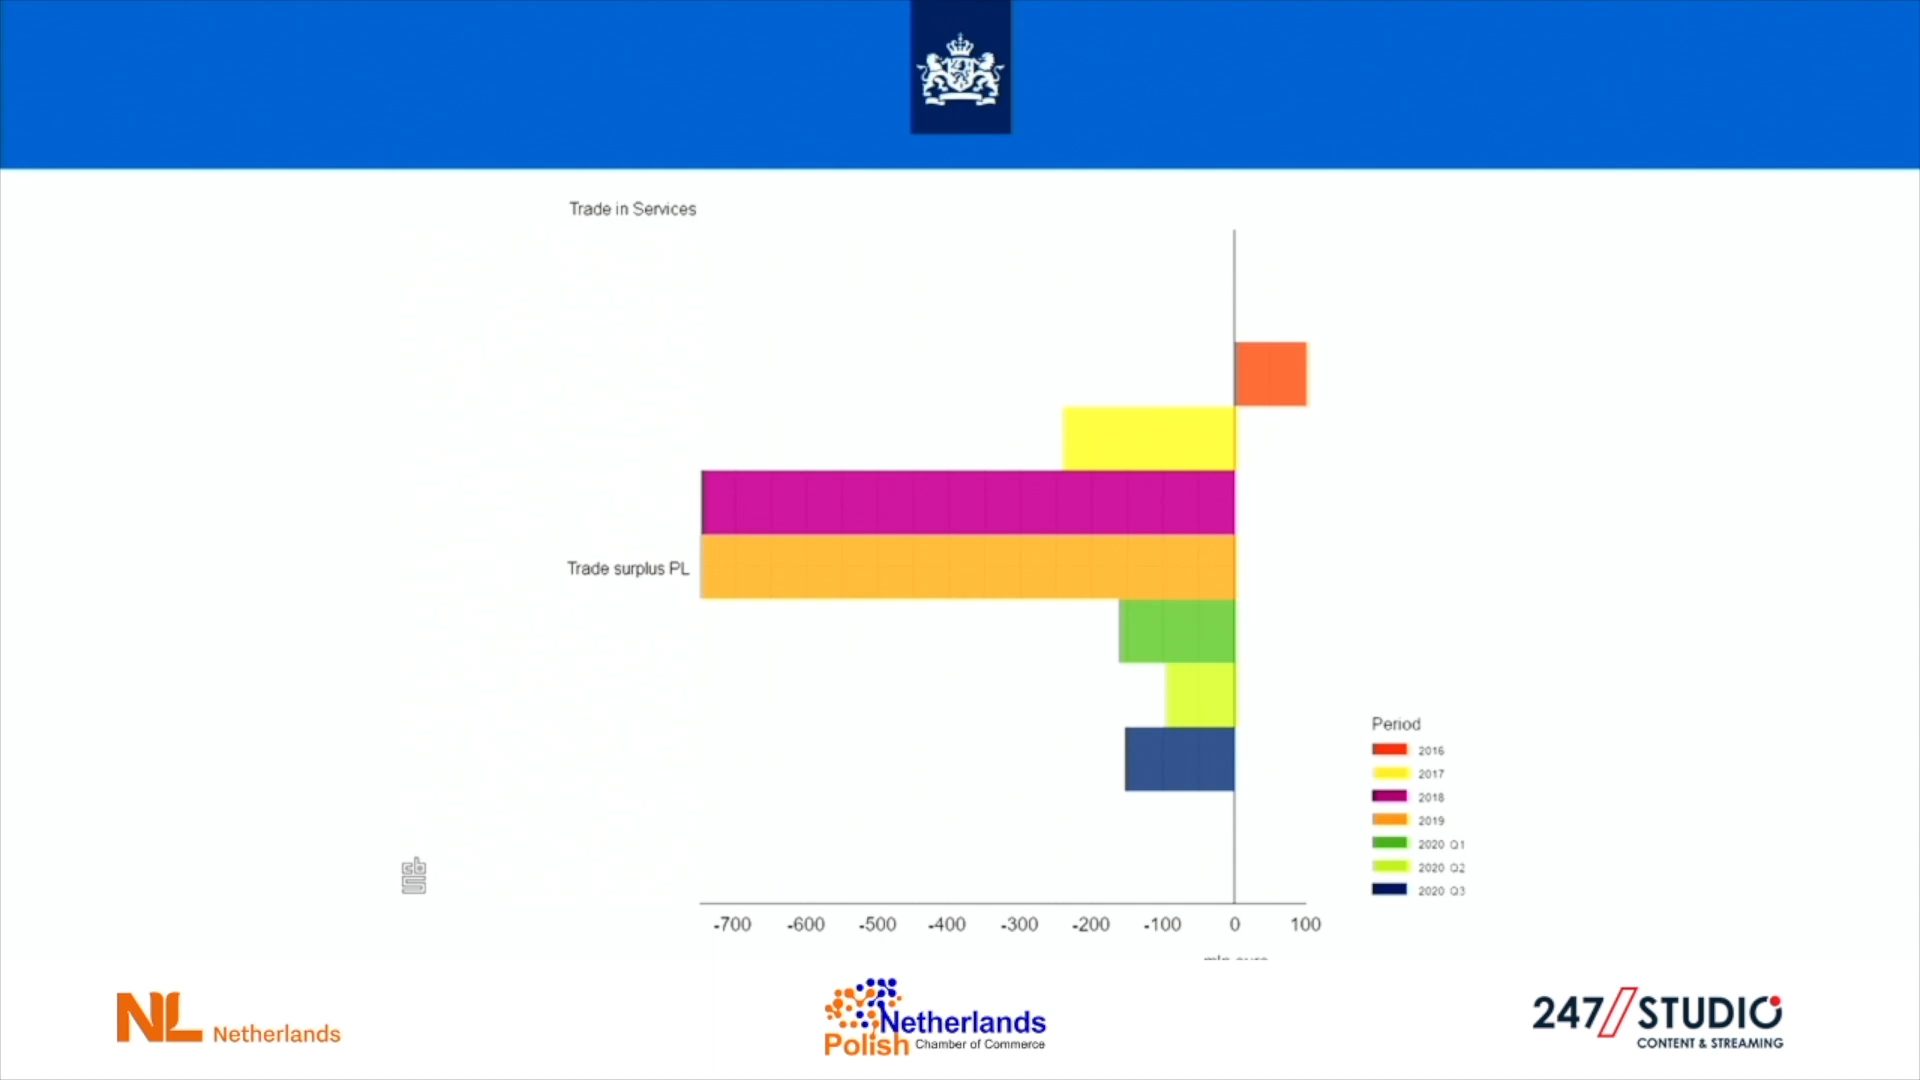 Trade in Services
Trade surplus PL
Period
2016
2017
2018
2019
2020 Q1
2020 Q2
2020 Q3
-700 -600 -500 -400 -300 -200 -100 0 100
NL Netherlands
Netherlands
Polish Chamber of Commerce
247//STUDIO
CONTENT & STREAMING